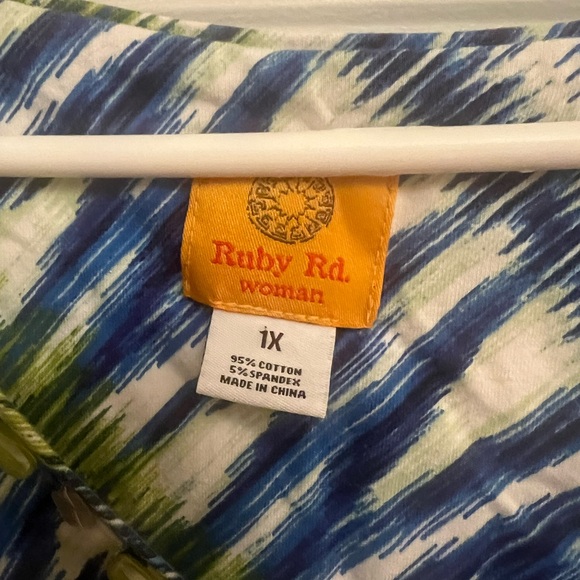 Ruby Rd.
woman
1X
95% COTTON
5% SPANDEX
MADE IN CHINA